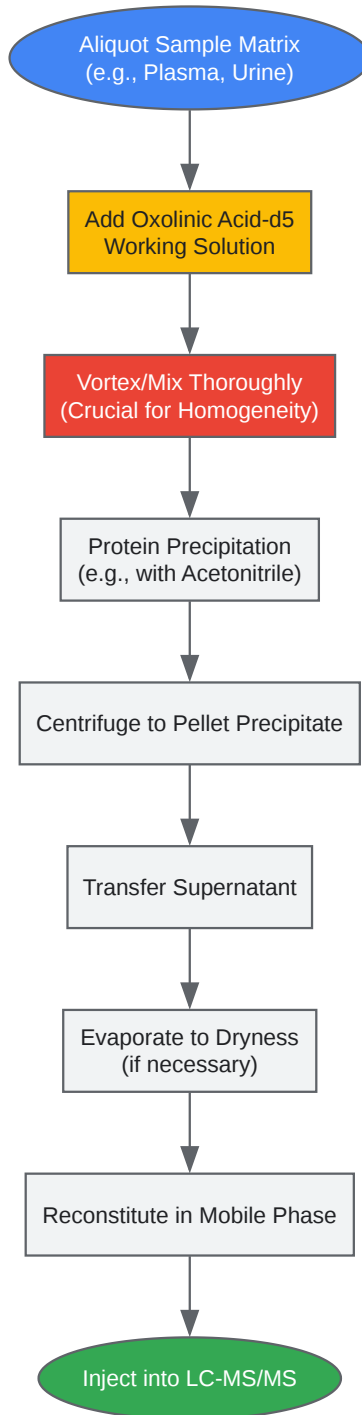 Aliquot Sample Matrix
(e.g., Plasma, Urine)
Add Oxolinic Acid-d5
Working Solution
Vortex/Mix Thoroughly
(Crucial for Homogeneity)
Protein Precipitation
(e.g., with Acetonitrile)
Centrifuge to Pellet Precipitate
Transfer Supernatant
Evaporate to Dryness
(if necessary)
Reconstitute in Mobile Phase
Inject into LC-MS/MS